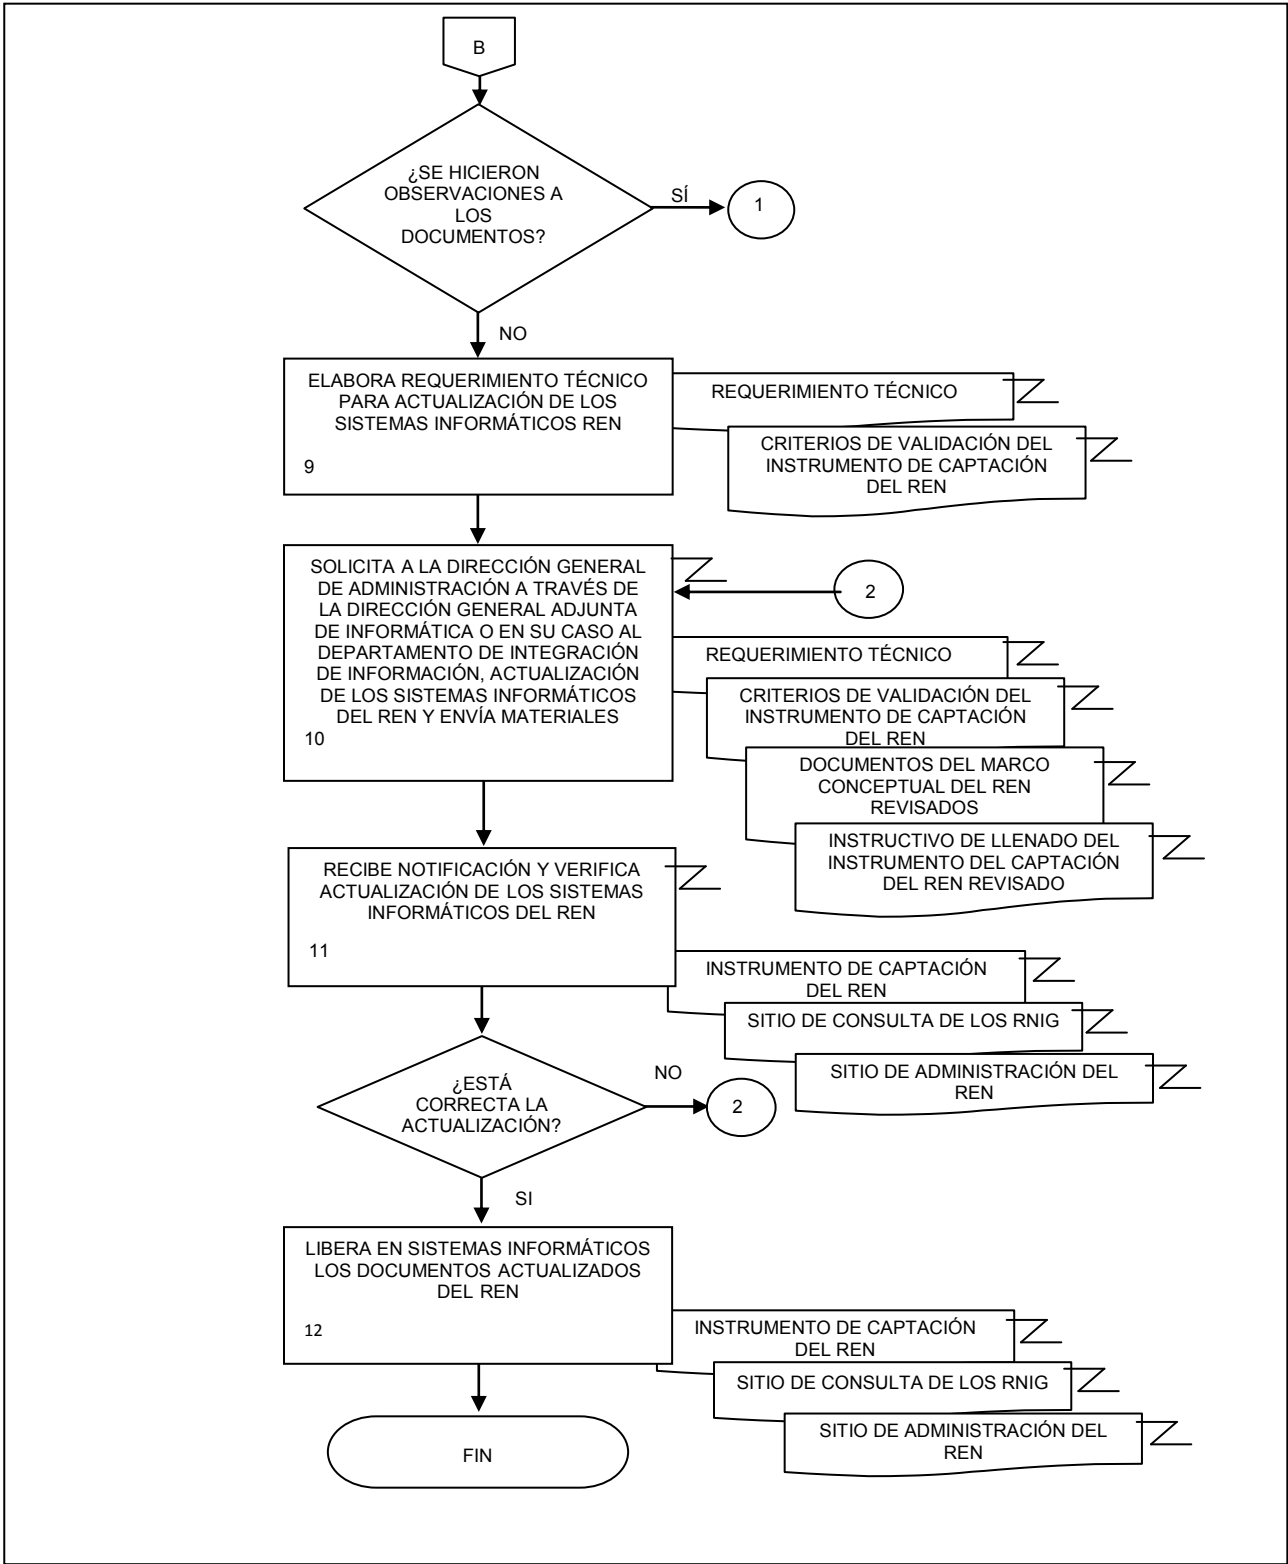 B
¿SE HICIERON
OBSERVACIONES A
LOS
DOCUMENTOS?
SÍ
1
NO
ELABORA REQUERIMIENTO TÉCNICO
PARA ACTUALIZACIÓN DE LOS
SISTEMAS INFORMÁTICOS REN
9
REQUERIMIENTO TÉCNICO
CRITERIOS DE VALIDACIÓN DEL
INSTRUMENTO DE CAPTACIÓN
DEL REN
SOLICITA A LA DIRECCIÓN GENERAL
DE ADMINISTRACIÓN A TRAVÉS DE
LA DIRECCIÓN GENERAL ADJUNTA
DE INFORMÁTICA O EN SU CASO AL
DEPARTAMENTO DE INTEGRACIÓN
DE INFORMACIÓN, ACTUALIZACIÓN
DE LOS SISTEMAS INFORMÁTICOS
DEL REN Y ENVÍA MATERIALES
10
2
REQUERIMIENTO TÉCNICO
CRITERIOS DE VALIDACIÓN DEL
INSTRUMENTO DE CAPTACIÓN
DEL REN
DOCUMENTOS DEL MARCO
CONCEPTUAL DEL REN
REVISADOS
INSTRUCTIVO DE LLENADO DEL
INSTRUMENTO DEL CAPTACIÓN
DEL REN REVISADO
RECIBE NOTIFICACIÓN Y VERIFICA
ACTUALIZACIÓN DE LOS SISTEMAS
INFORMÁTICOS DEL REN
11
INSTRUMENTO DE CAPTACIÓN
DEL REN
SITIO DE CONSULTA DE LOS RNIG
SITIO DE ADMINISTRACIÓN DEL
REN
¿ESTÁ
CORRECTA LA
ACTUALIZACIÓN?
NO
2
SI
LIBERA EN SISTEMAS INFORMÁTICOS
LOS DOCUMENTOS ACTUALIZADOS
DEL REN
12
INSTRUMENTO DE CAPTACIÓN
DEL REN
SITIO DE CONSULTA DE LOS RNIG
SITIO DE ADMINISTRACIÓN DEL
REN
FIN